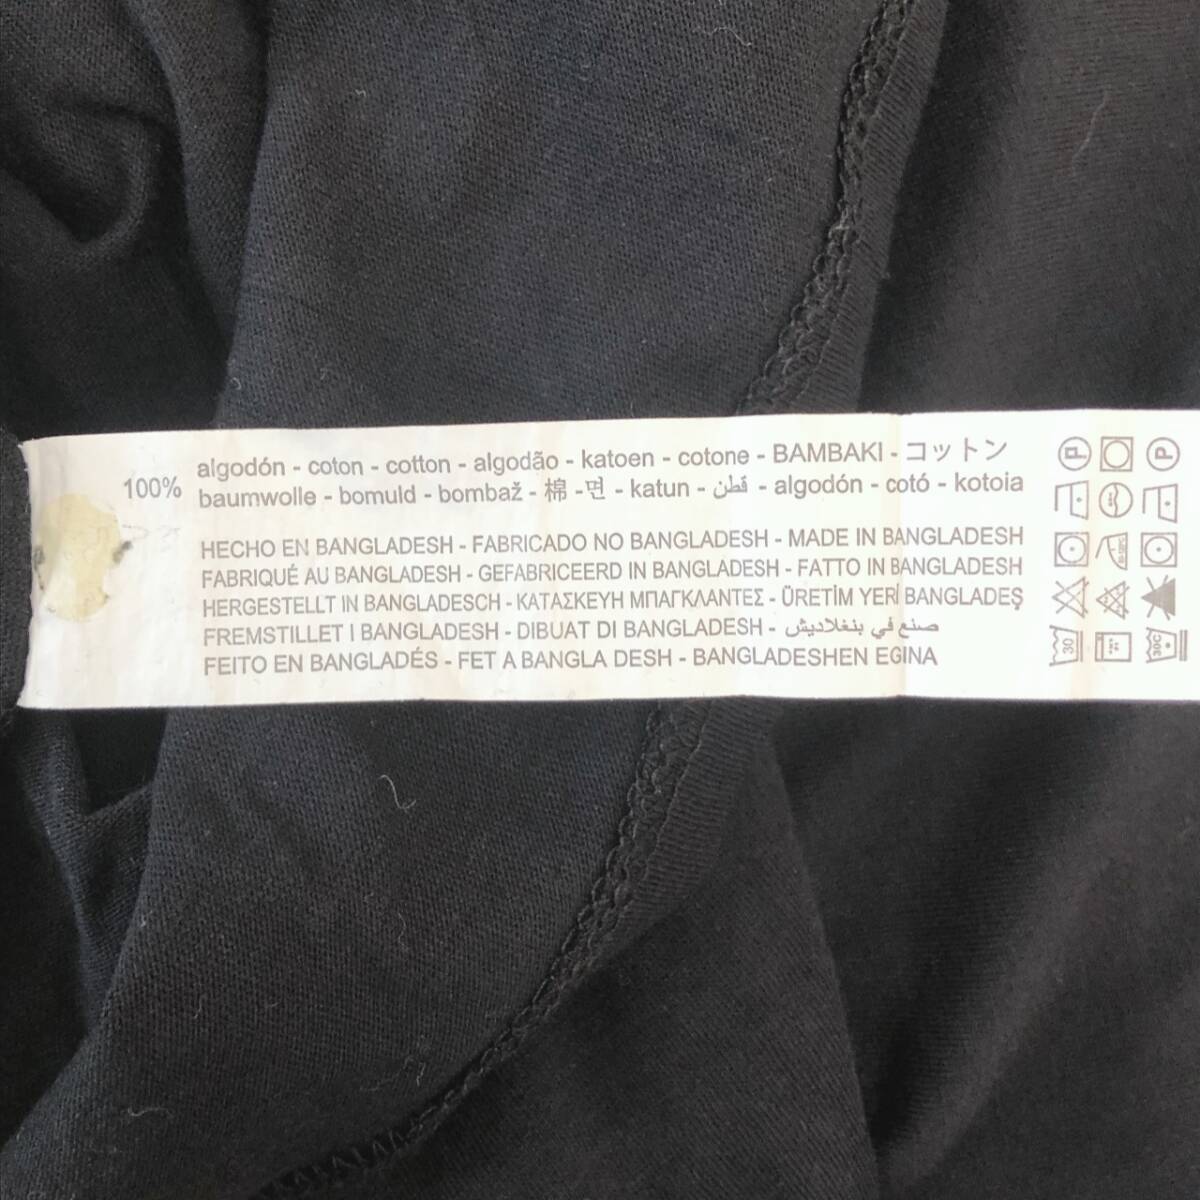 100%
algodón - coton - cotton - algodão - katoen - cotone - BAMBAKI - コットン
baumwolle - bomuld - bombaž - 棉 - 면 - katun - قطن - algodón - cotó - kotoia
HECHO EN BANGLADESH - FABRICADO NO BANGLADESH - MADE IN BANGLADESH
FABRIQUÉ AU BANGLADESH - GEFABRICEERD IN BANGLADESH - FATTO IN BANGLADESH
HERGESTELLT IN BANGLADESCH - ΚΑΤΑΣΚΕΥΗ ΜΠΑΓΚΛΑΝΤΕΣ - ÜRETİM YERİ BANGLADEŞ
FREMSTILLET I BANGLADESH - DIBUAT DI BANGLADESH - صنع في بنغلاديش
FEITO EN BANGLADÉS - FET A BANGLA DESH - BANGLADESHEN EGINA
P
P
30
30C